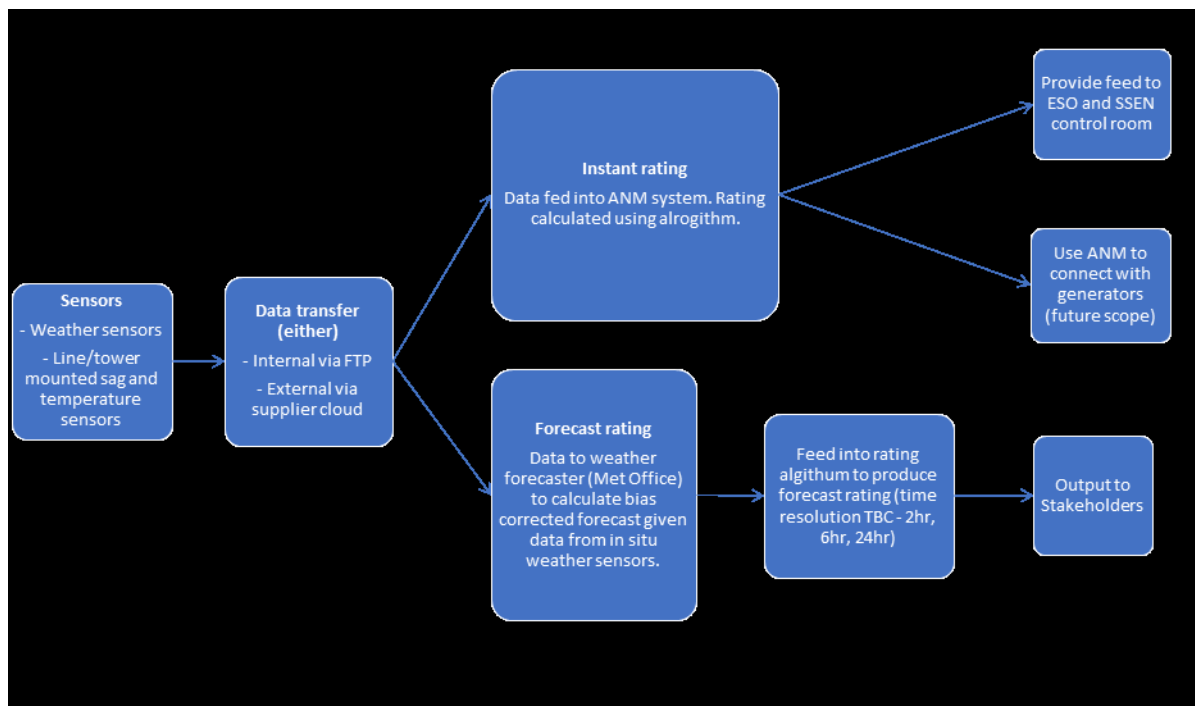 Sensors
- Weather sensors
- Line/tower
mounted sag and
temperature
sensors
Data transfer
(either)
- Internal via FTP
- External via
supplier cloud
Instant rating
Data fed into ANM system. Rating
calculated using alrogithm.
Provide feed to
ESO and SSEN
control room
Use ANM to
connect with
generators
(future scope)
Forecast rating
Data to weather
forecaster (Met Office)
to calculate bias
corrected forecast given
data from in situ
weather sensors.
Feed into rating
algithum to produce
forecast rating (time
resolution TBC - 2hr,
6hr, 24hr)
Output to
Stakeholders